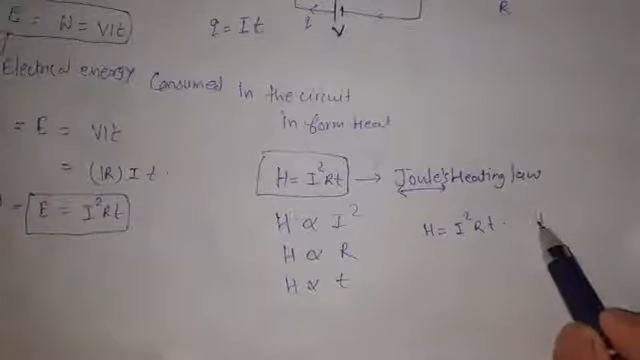 E = W = VIt
q = It
q
R
Electrical energy Consumed In the circuit
in form Heat
= E = VIt
= (IR) I t.
= E = I²Rt
H = I²Rt → Joule's Heating law
H ∝ I²
H ∝ R
H ∝ t
H = I²Rt.